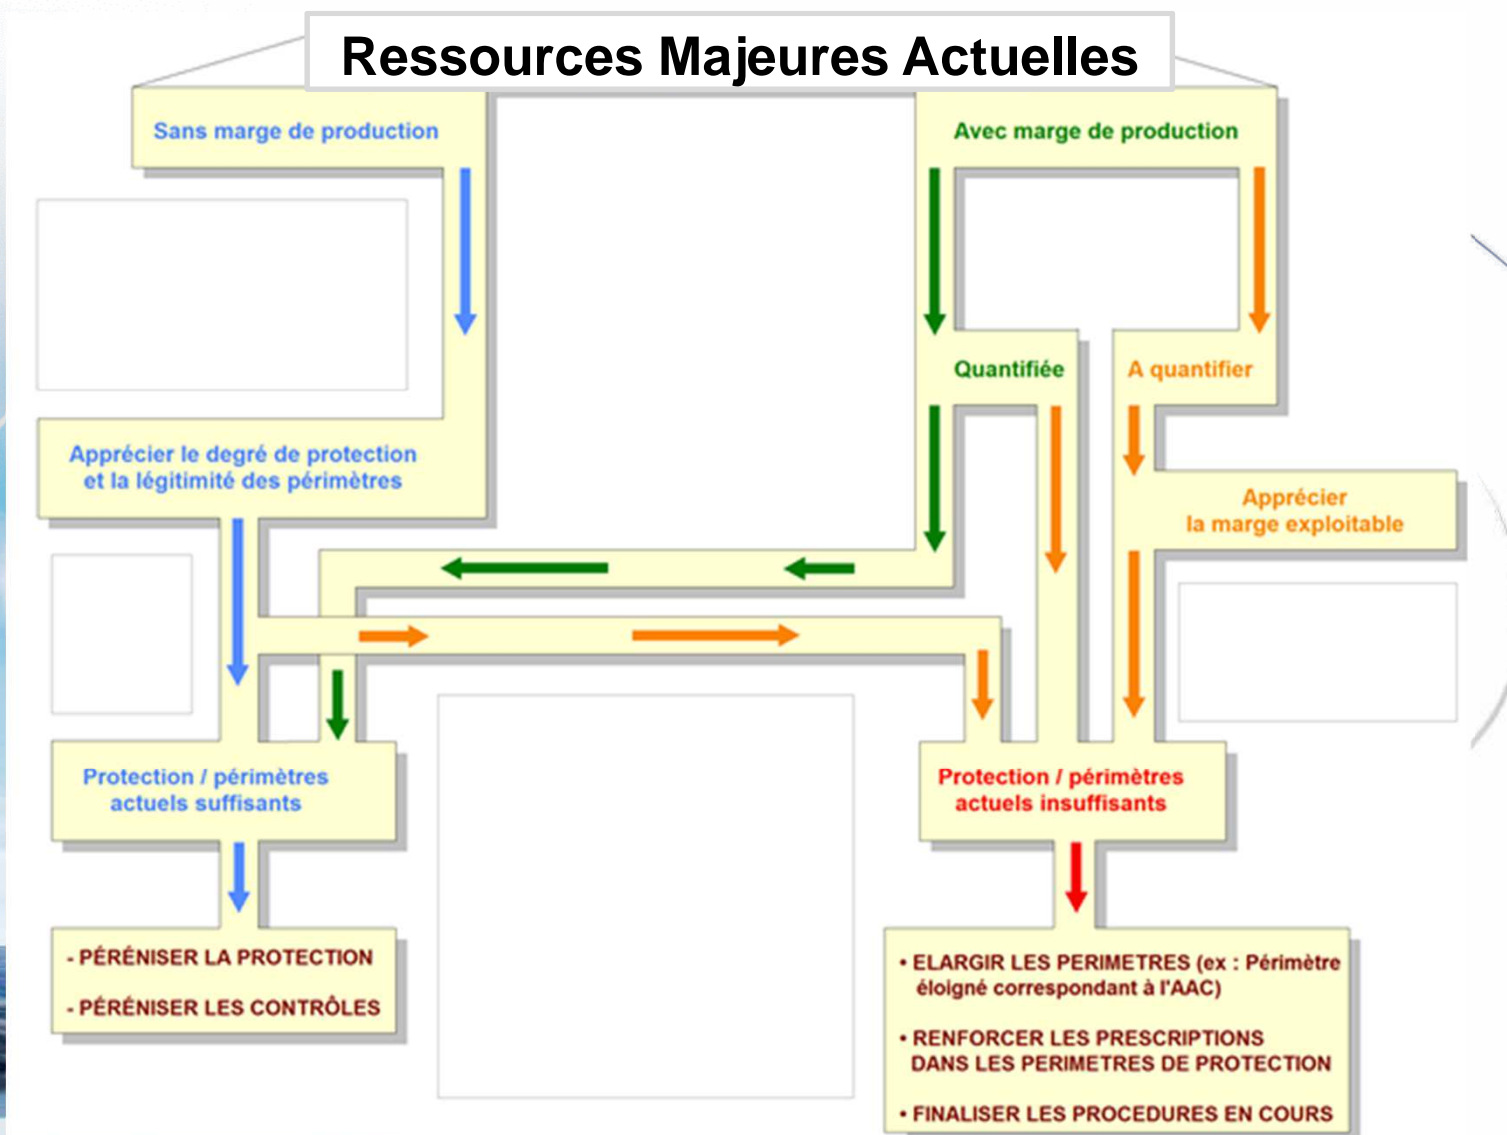 Ressources Majeures Actuelles
Sans marge de production
Avec marge de production
Quantifiée
A quantifier
Apprécier le degré de protection
et la légitimité des périmètres
Apprécier
la marge exploitable
Protection / périmètres
actuels suffisants
Protection / périmètres
actuels insuffisants
- PÉRÉNISER LA PROTECTION
- PÉRÉNISER LES CONTRÔLES
• ELARGIR LES PERIMETRES (ex : Périmètre
éloigné correspondant à l'AAC)
• RENFORCER LES PRESCRIPTIONS
DANS LES PERIMETRES DE PROTECTION
• FINALISER LES PROCEDURES EN COURS